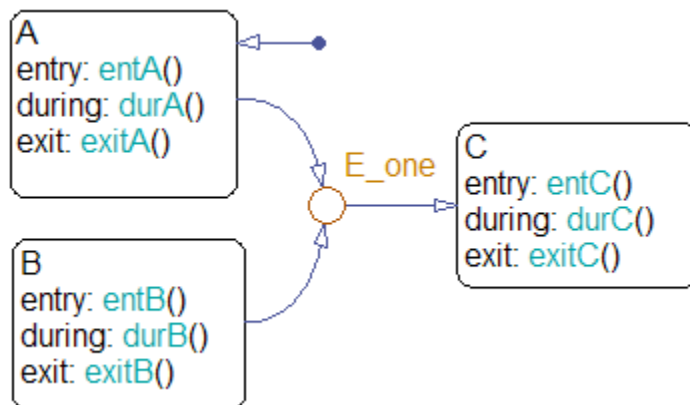 A
entry: entA()
during: durA()
exit: exitA()
E_one
C
entry: entC()
during: durC()
exit: exitC()
B
entry: entB()
during: durB()
exit: exitB()